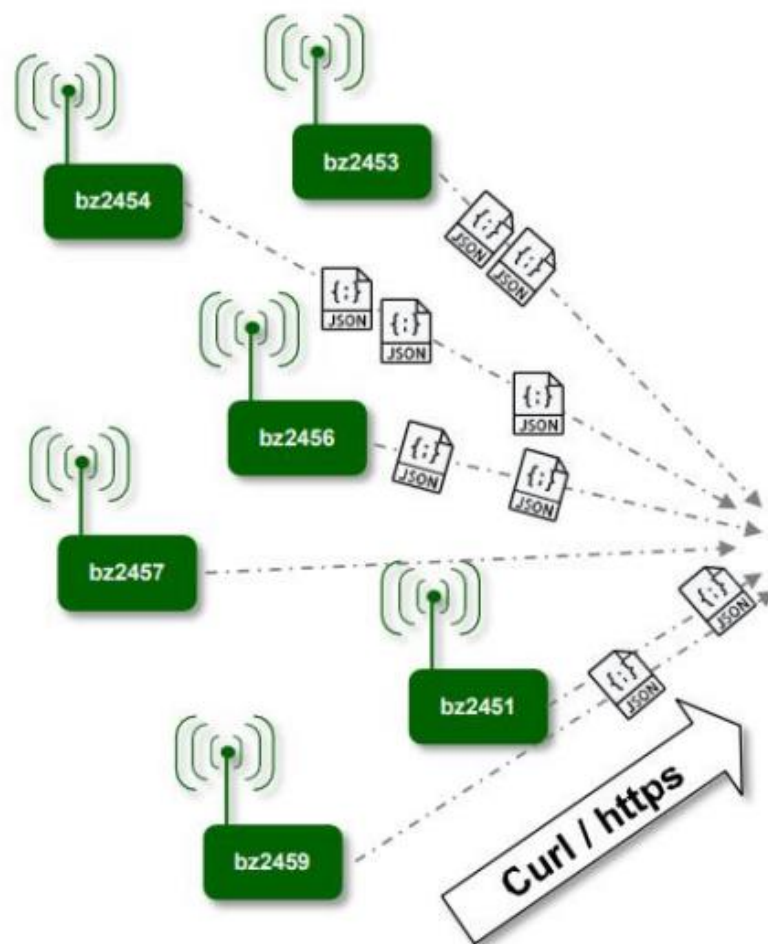 bz2453
bz2454
{:}
JSON
{:}
JSON
{:}
JSON
{:}
JSON
{:}
JSON
bz2456
{:}
JSON
{:}
JSON
bz2457
{:}
JSON
{:}
JSON
bz2451
Curl / https
bz2459